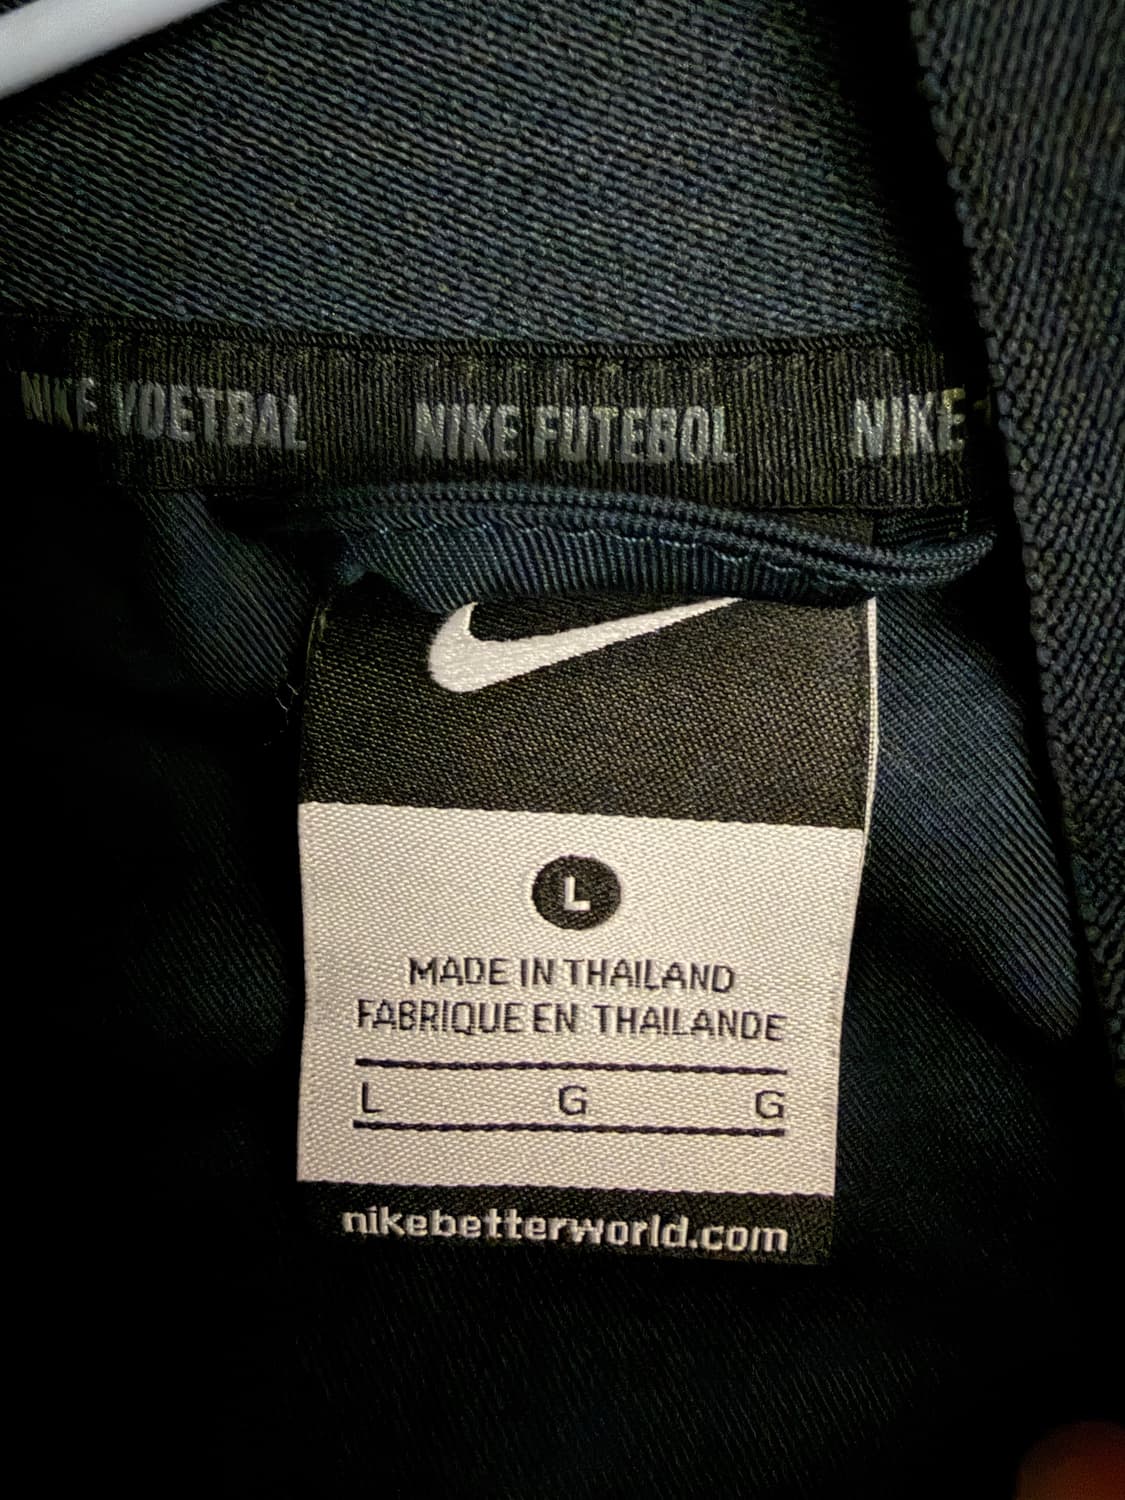 NIKE VOETBAL NIKE FUTEBOL NIKE
L
MADE IN THAILAND
FABRIQUE EN THAILANDE
L G G
nikebetterworld.com